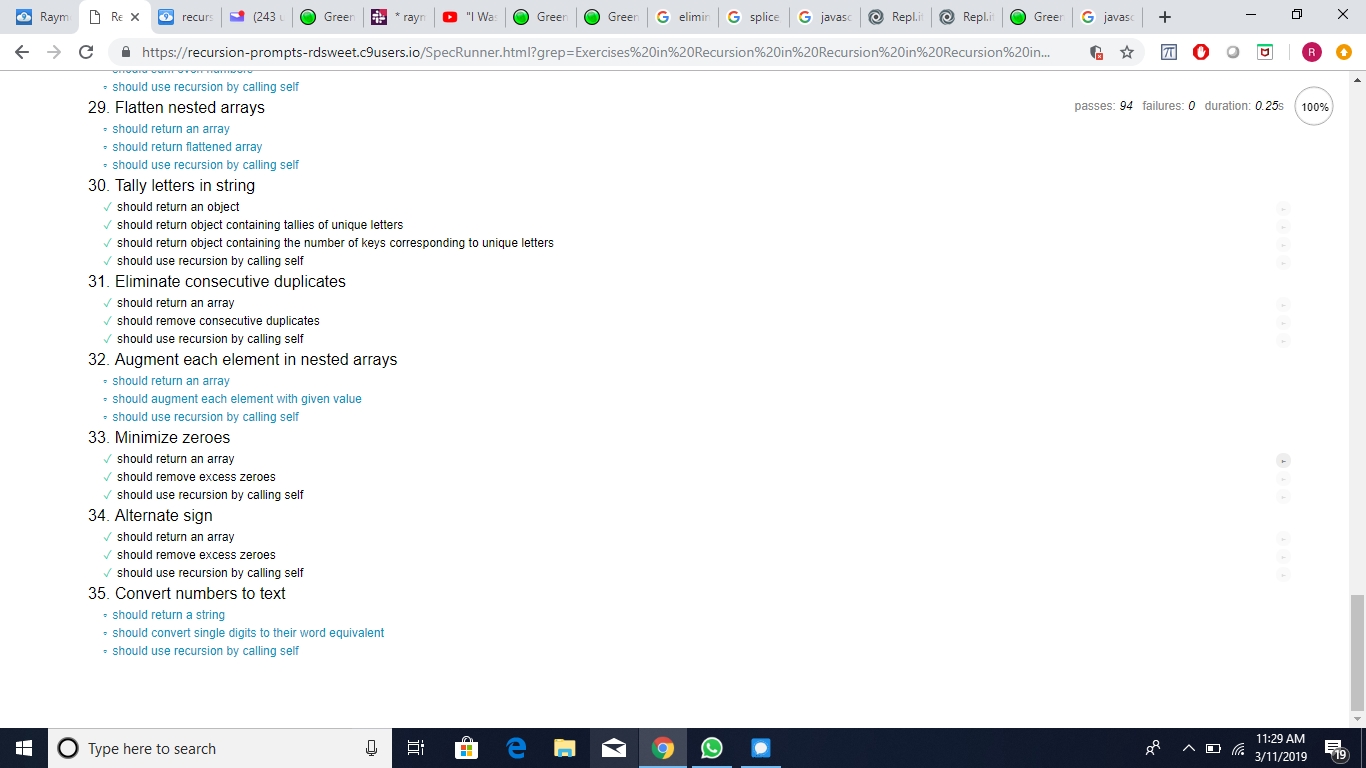 Raym
Re
recurs
(243 u
Green
* rayn
"I Was
Green
Green
elimin
splice
javasc
Repl.it
Repl.it
Green
javasc
https://recursion-prompts-rdsweet.c9users.io/SpecRunner.html?grep=Exercises%20in%20Recursion%20in%20Recursion%20in%20Recursion%20in...
R
should sum even numbers
should use recursion by calling self
passes: 94 failures: 0 duration: 0.25s 100%
29. Flatten nested arrays
should return an array
should return flattened array
should use recursion by calling self
30. Tally letters in string
✓ should return an object
✓ should return object containing tallies of unique letters
✓ should return object containing the number of keys corresponding to unique letters
✓ should use recursion by calling self
31. Eliminate consecutive duplicates
✓ should return an array
✓ should remove consecutive duplicates
✓ should use recursion by calling self
32. Augment each element in nested arrays
should return an array
should augment each element with given value
should use recursion by calling self
33. Minimize zeroes
✓ should return an array
✓ should remove excess zeroes
✓ should use recursion by calling self
34. Alternate sign
✓ should return an array
✓ should remove excess zeroes
✓ should use recursion by calling self
35. Convert numbers to text
should return a string
should convert single digits to their word equivalent
should use recursion by calling self
Type here to search
11:29 AM
3/11/2019
19